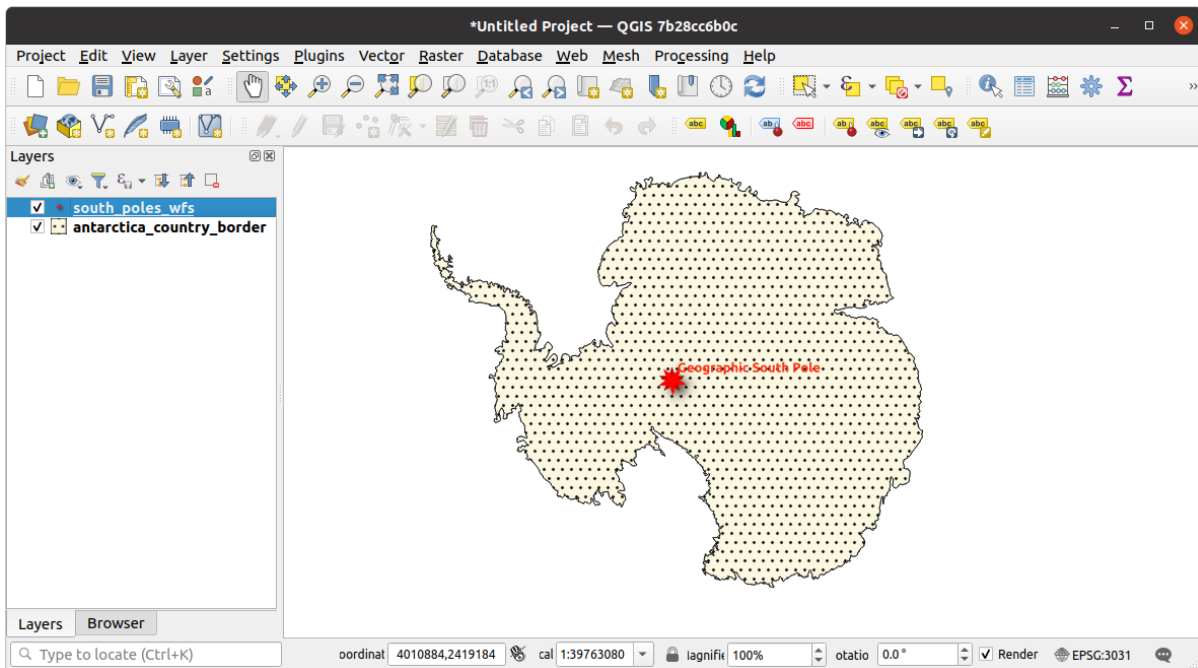 *Untitled Project — QGIS 7b28cc6b0c
Project Edit View Layer Settings Plugins Vector Raster Database Web Mesh Processing Help
Layers
south_poles_wfs
antarctica_country_border
Geographic South Pole
Layers Browser
Type to locate (Ctrl+K)
oordinat 4010884,2419184 cal 1:39763080 lagnifie 100% otatio 0.0 ° Render EPSG:3031